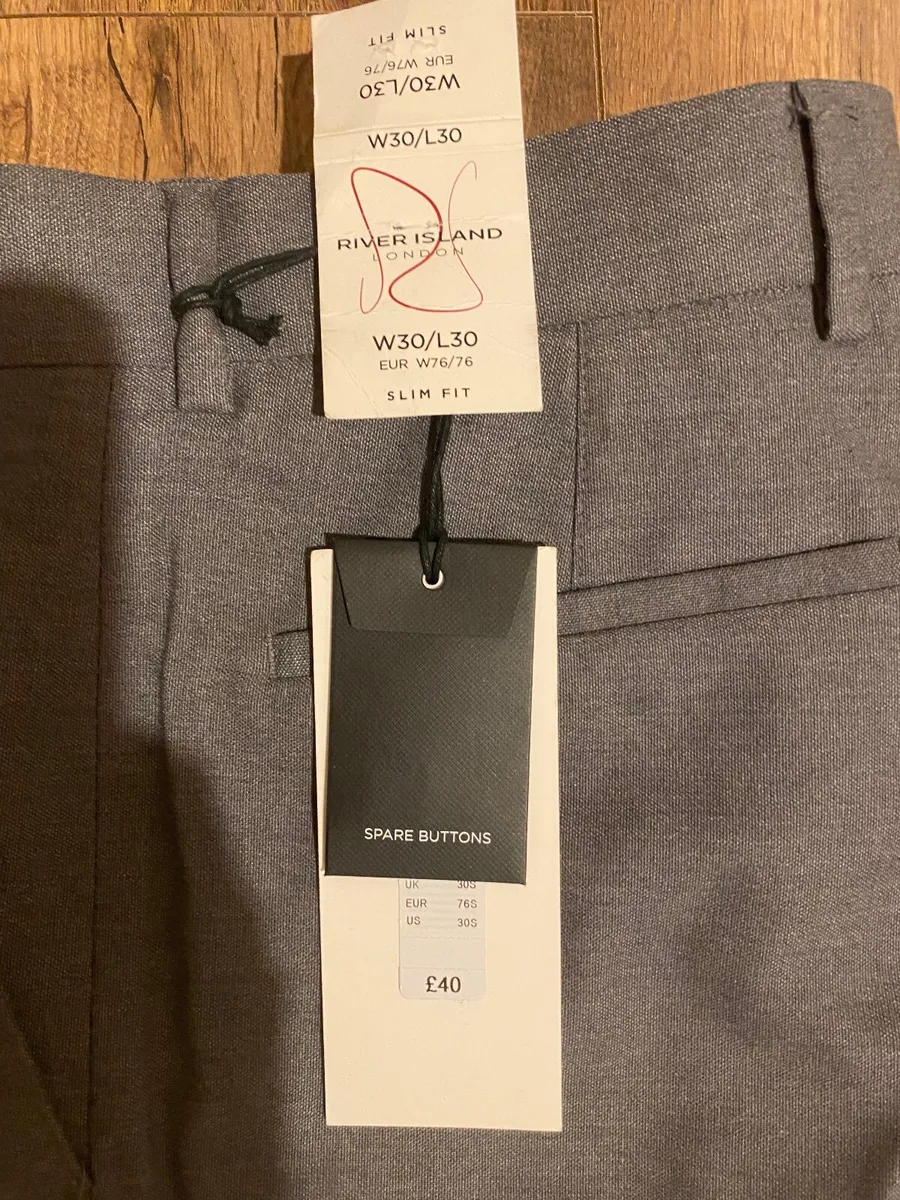 SLIM FIT
EUR W76/76
W30/L30
W30/L30
RIVER ISLAND
LONDON
W30/L30
EUR W76/76
SLIM FIT
SPARE BUTTONS
UK 30S
EUR 76S
US 30S
£40